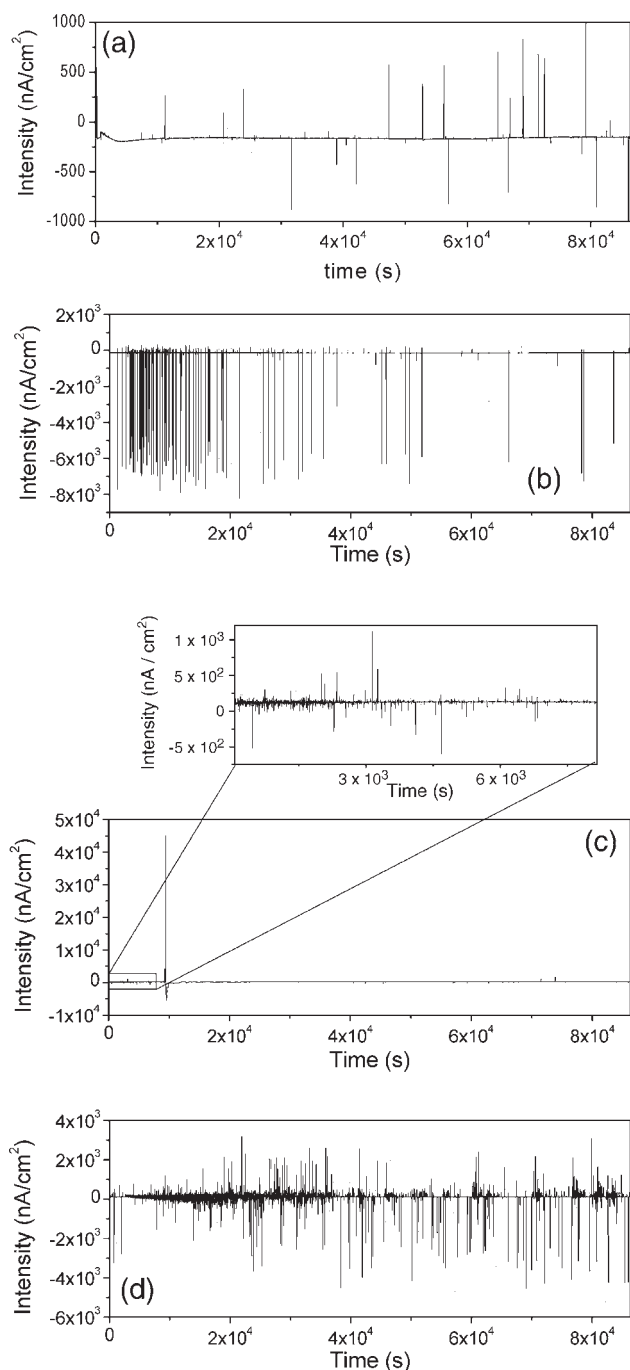 (a)
1000
500
0
-500
-1000
Intensity (nA/cm²)
0
2x10⁴
4x10⁴
6x10⁴
8x10⁴
time (s)
2x10³
0
-2x10³
-4x10³
-6x10³
-8x10³
Intensity (nA/cm²)
(b)
0
2x10⁴
4x10⁴
6x10⁴
8x10⁴
Time (s)
1 x 10³
5 x 10²
0
-5 x 10²
Intensity (nA / cm²)
3 x 10³
6 x 10³
Time (s)
5x10⁴
4x10⁴
3x10⁴
2x10⁴
1x10⁴
0
-1x10⁴
Intensity (nA/cm²)
(c)
0
2x10⁴
4x10⁴
6x10⁴
8x10⁴
Time (s)
4x10³
2x10³
0
-2x10³
-4x10³
-6x10³
Intensity (nA/cm²)
(d)
0
2x10⁴
4x10⁴
6x10⁴
8x10⁴
Time (s)